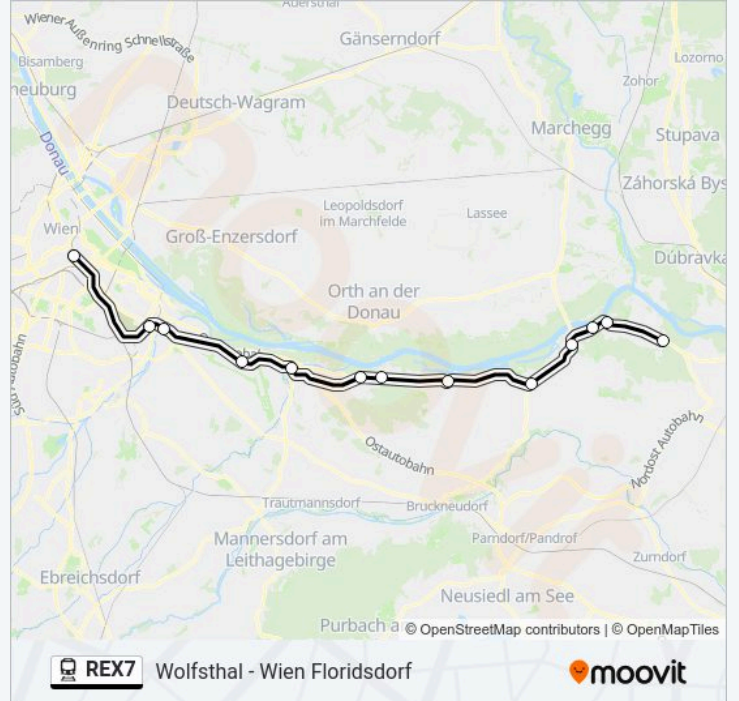 Auersthal
Wiener Außenring Schnellstraße
Gänserndorf
Bisamberg
Lozorno
neuburg
Zohor
Deutsch-Wagram
Marchegg
Stupava
Donau
Záhorská Bys
Leopoldsdorf
im Marchfelde
Lassee
Wien
Groß-Enzersdorf
Dúbravka
Orth an der
Donau
Ostautobahn
Nordost Autobahn
Trautmannsdorf
Bruckneudorf
Mannersdorf am
Leithagebirge
Parndorf/Pandrof
Zurndorf
Ebreichsdorf
Neusiedl am See
Purbach a
© OpenStreetMap contributors | © OpenMapTiles
REX7
Wolfsthal - Wien Floridsdorf
moovit